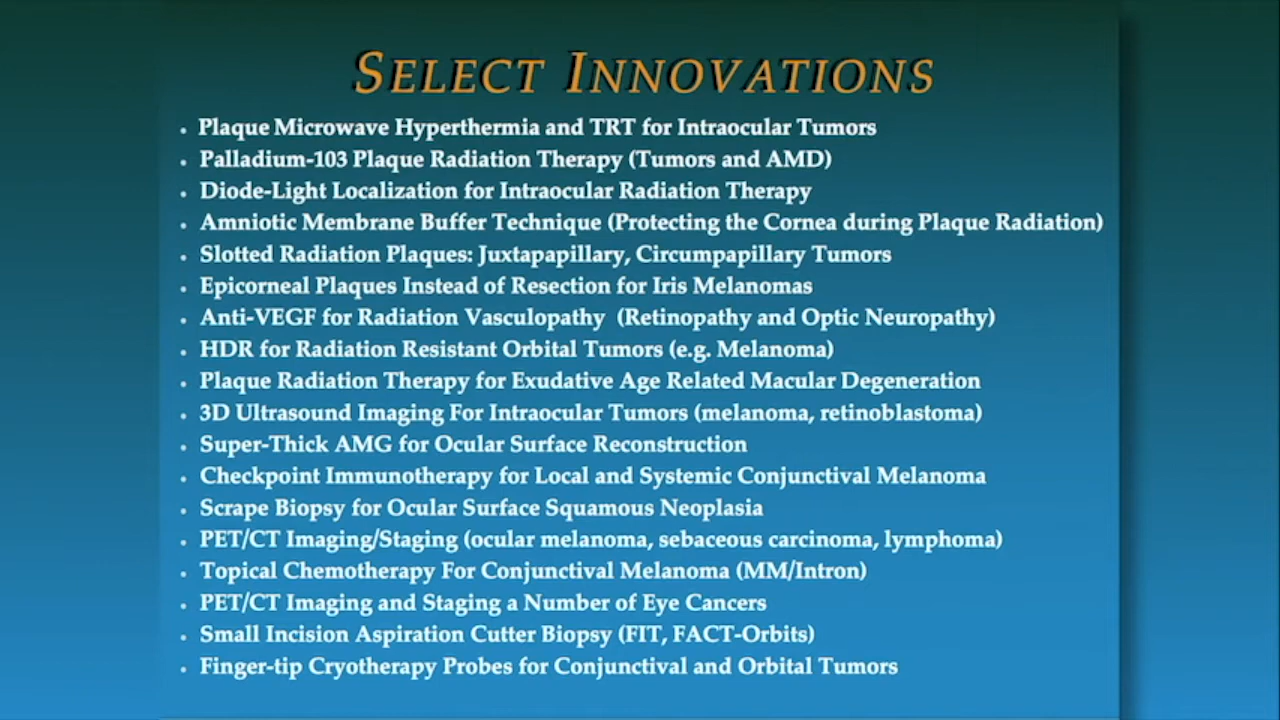 SELECT INNOVATIONS
• Plaque Microwave Hyperthermia and TRT for Intraocular Tumors
• Palladium-103 Plaque Radiation Therapy (Tumors and AMD)
• Diode-Light Localization for Intraocular Radiation Therapy
• Amniotic Membrane Buffer Technique (Protecting the Cornea during Plaque Radiation)
• Slotted Radiation Plaques: Juxtapapillary, Circumpapillary Tumors
• Epicorneal Plaques Instead of Resection for Iris Melanomas
• Anti-VEGF for Radiation Vasculopathy (Retinopathy and Optic Neuropathy)
• HDR for Radiation Resistant Orbital Tumors (e.g. Melanoma)
• Plaque Radiation Therapy for Exudative Age Related Macular Degeneration
• 3D Ultrasound Imaging For Intraocular Tumors (melanoma, retinoblastoma)
• Super-Thick AMG for Ocular Surface Reconstruction
• Checkpoint Immunotherapy for Local and Systemic Conjunctival Melanoma
• Scrape Biopsy for Ocular Surface Squamous Neoplasia
• PET/CT Imaging/Staging (ocular melanoma, sebaceous carcinoma, lymphoma)
• Topical Chemotherapy For Conjunctival Melanoma (MM/Intron)
• PET/CT Imaging and Staging a Number of Eye Cancers
• Small Incision Aspiration Cutter Biopsy (FIT, FACT-Orbits)
• Finger-tip Cryotherapy Probes for Conjunctival and Orbital Tumors